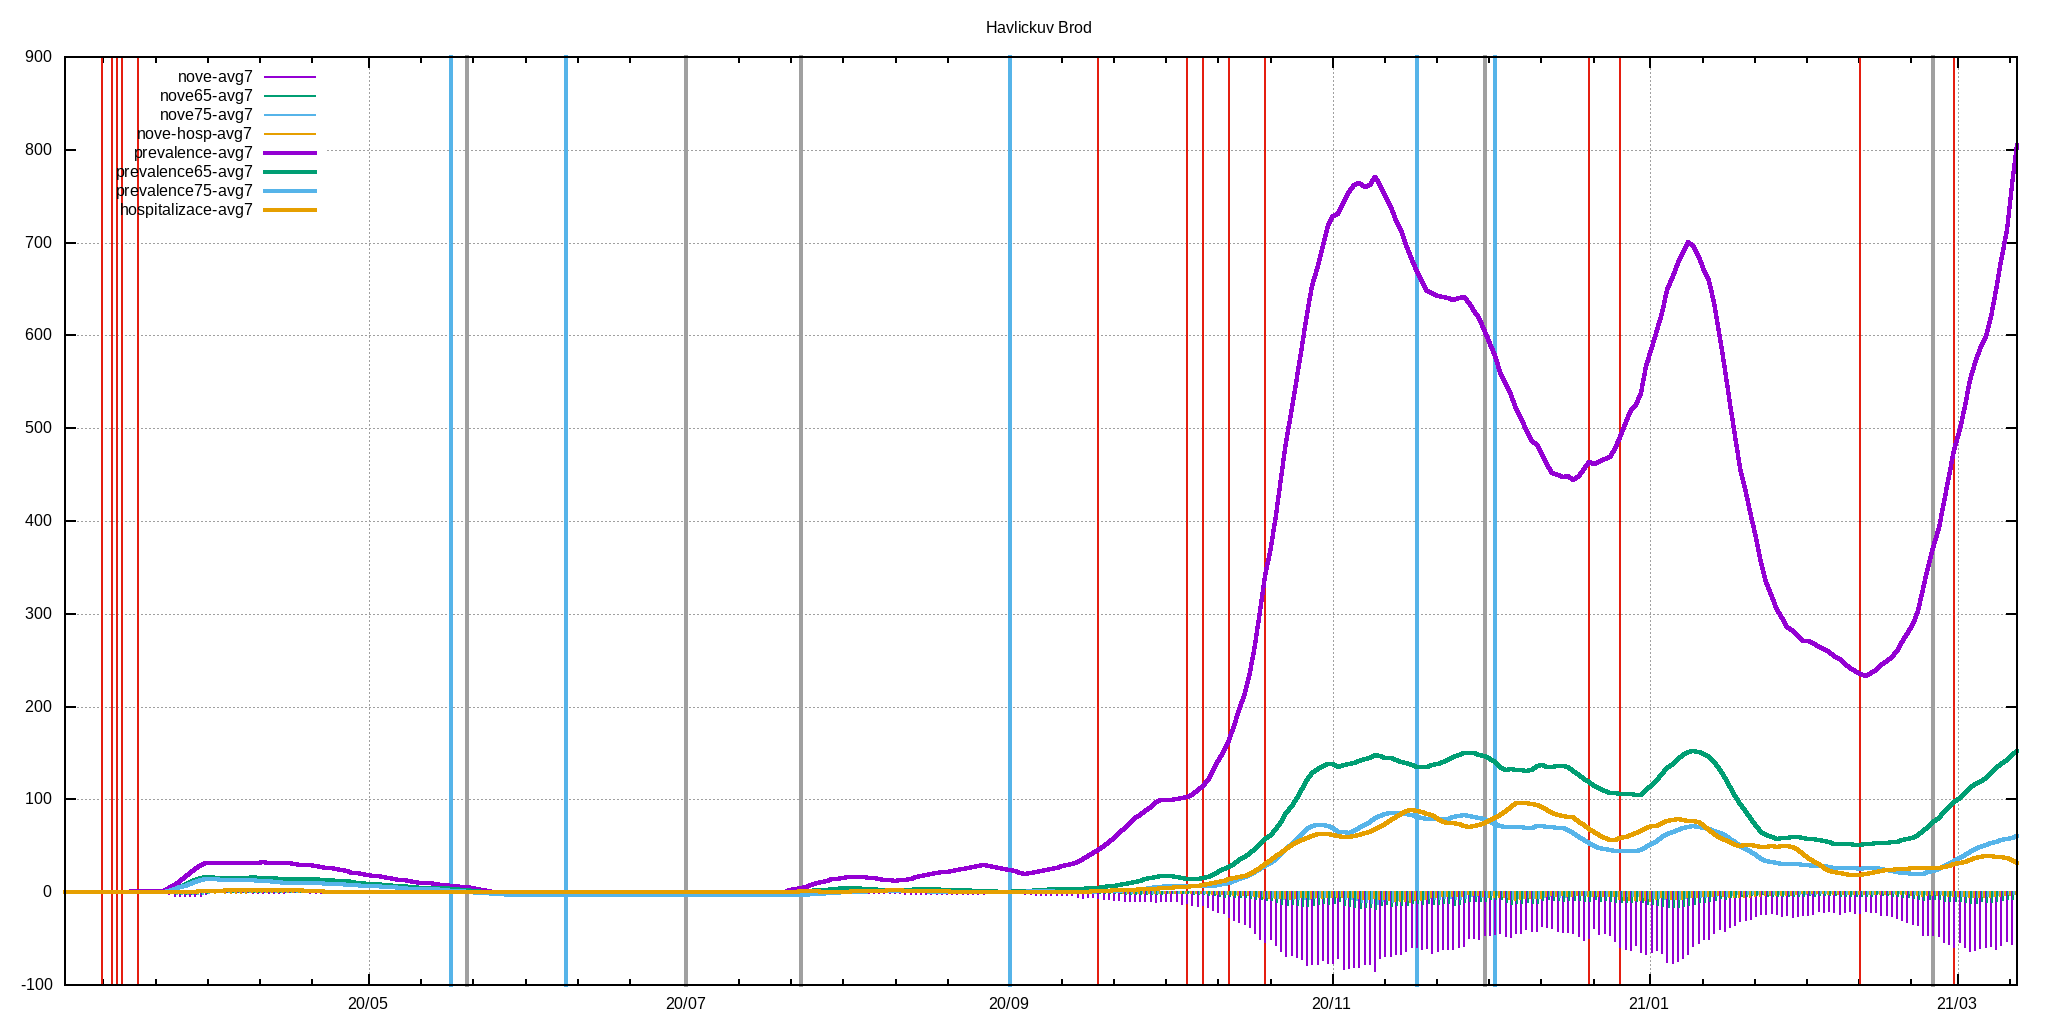 Havlickuv Brod
900
800
700
600
500
400
300
200
100
0
-100
nove-avg7
nove65-avg7
nove75-avg7
nove-hosp-avg7
prevalence-avg7
prevalence65-avg7
prevalence75-avg7
hospitalizace-avg7
20/05 20/07 20/09 20/11 21/01 21/03